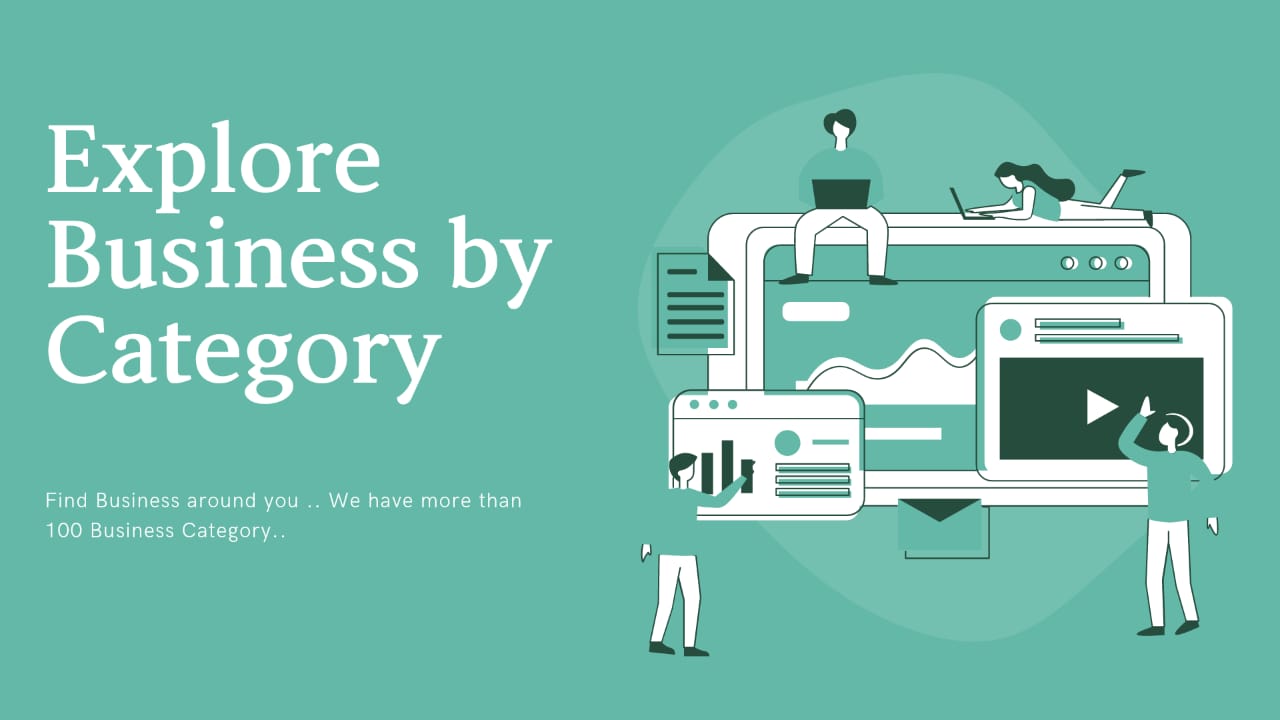 Explore
Business by
Category
Find Business around you .. We have more than
100 Business Category..